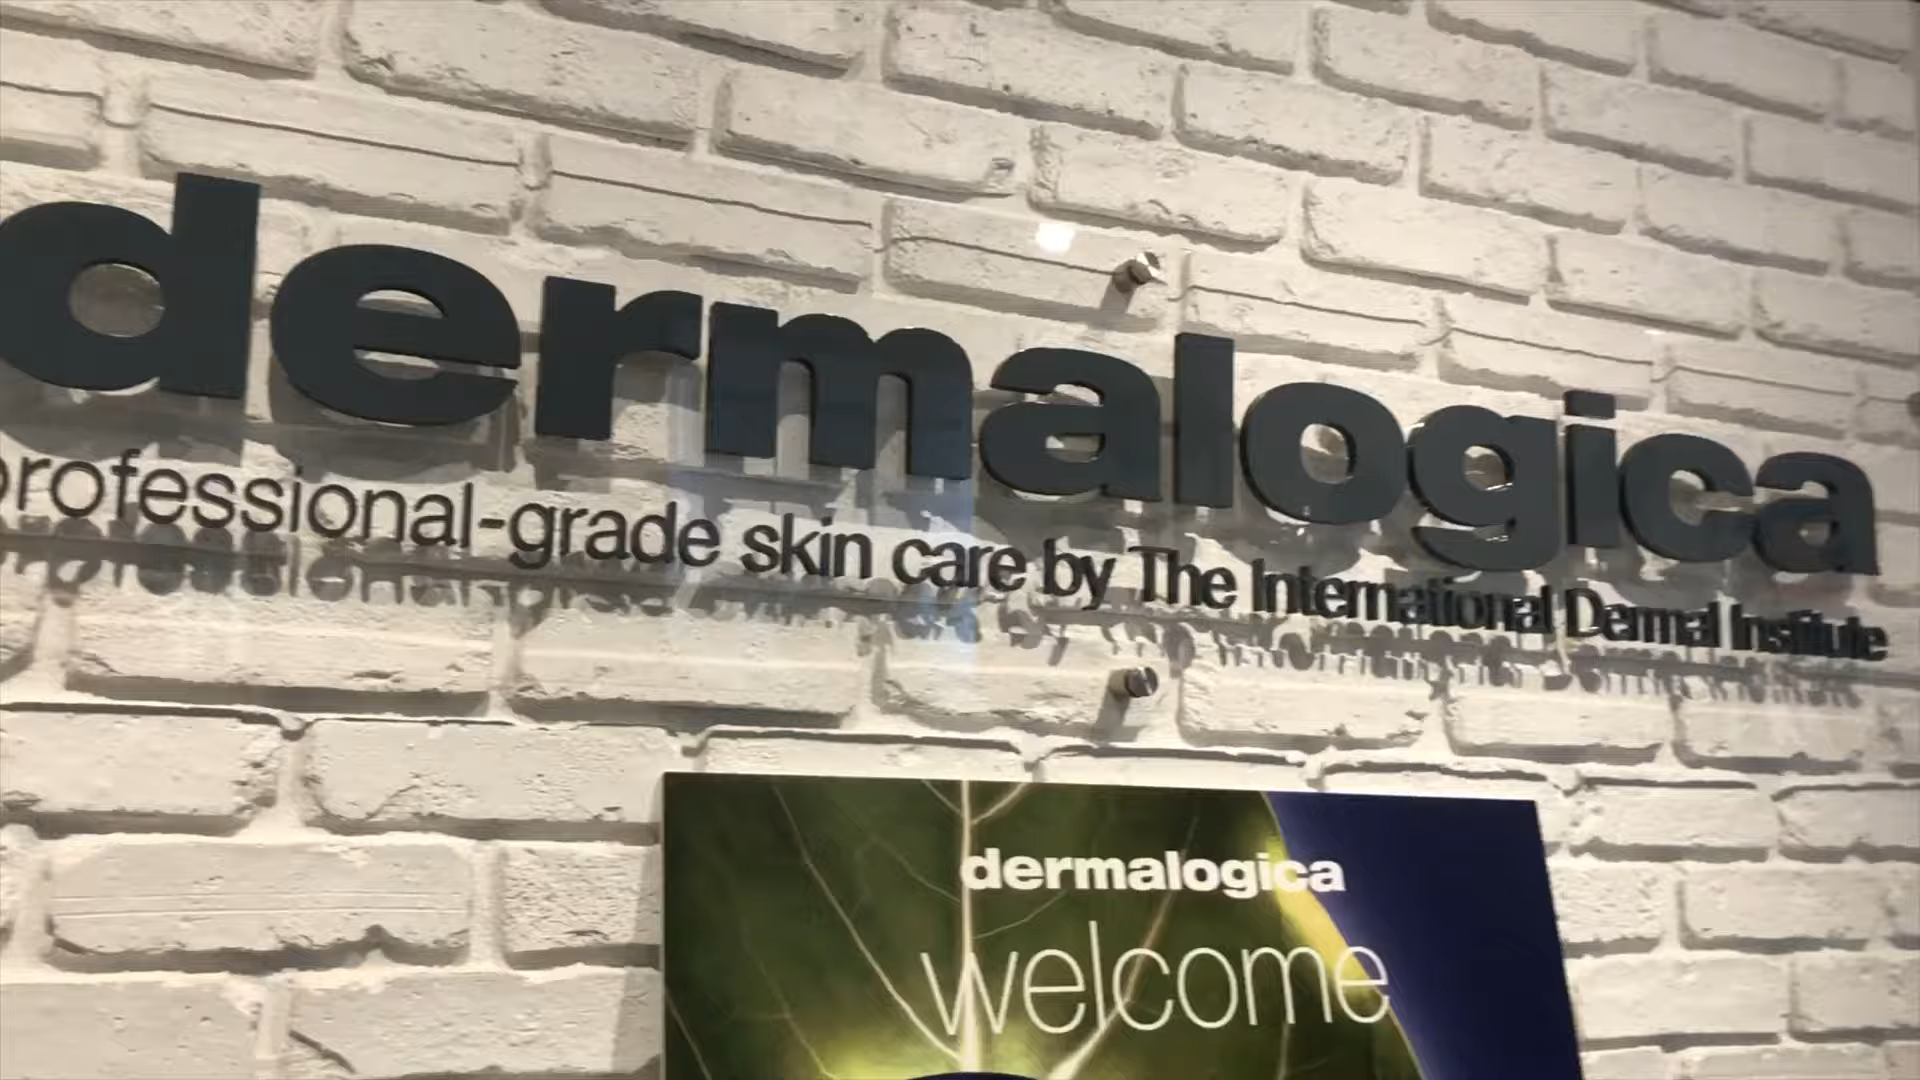 dermalogica
professional-grade skin care by The International Dermal Institute
dermalogica
welcome